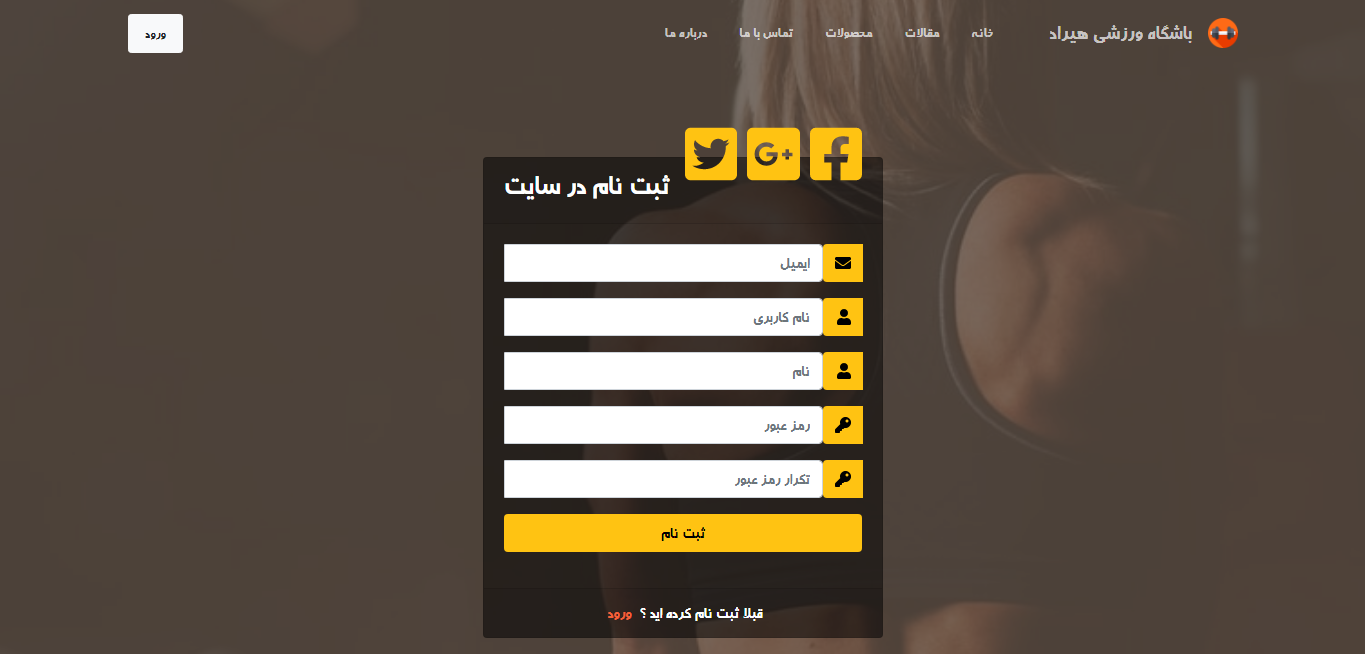 باشگاه ورزشی هیراد
خانه
مقالات
محصولات
تماس با ما
درباره ما
ورود
G+
ثبت نام در سایت
ایمیل
نام کاربری
نام
رمز عبور
تکرار رمز عبور
ثبت نام
قبلا ثبت نام کرده اید ؟ ورود